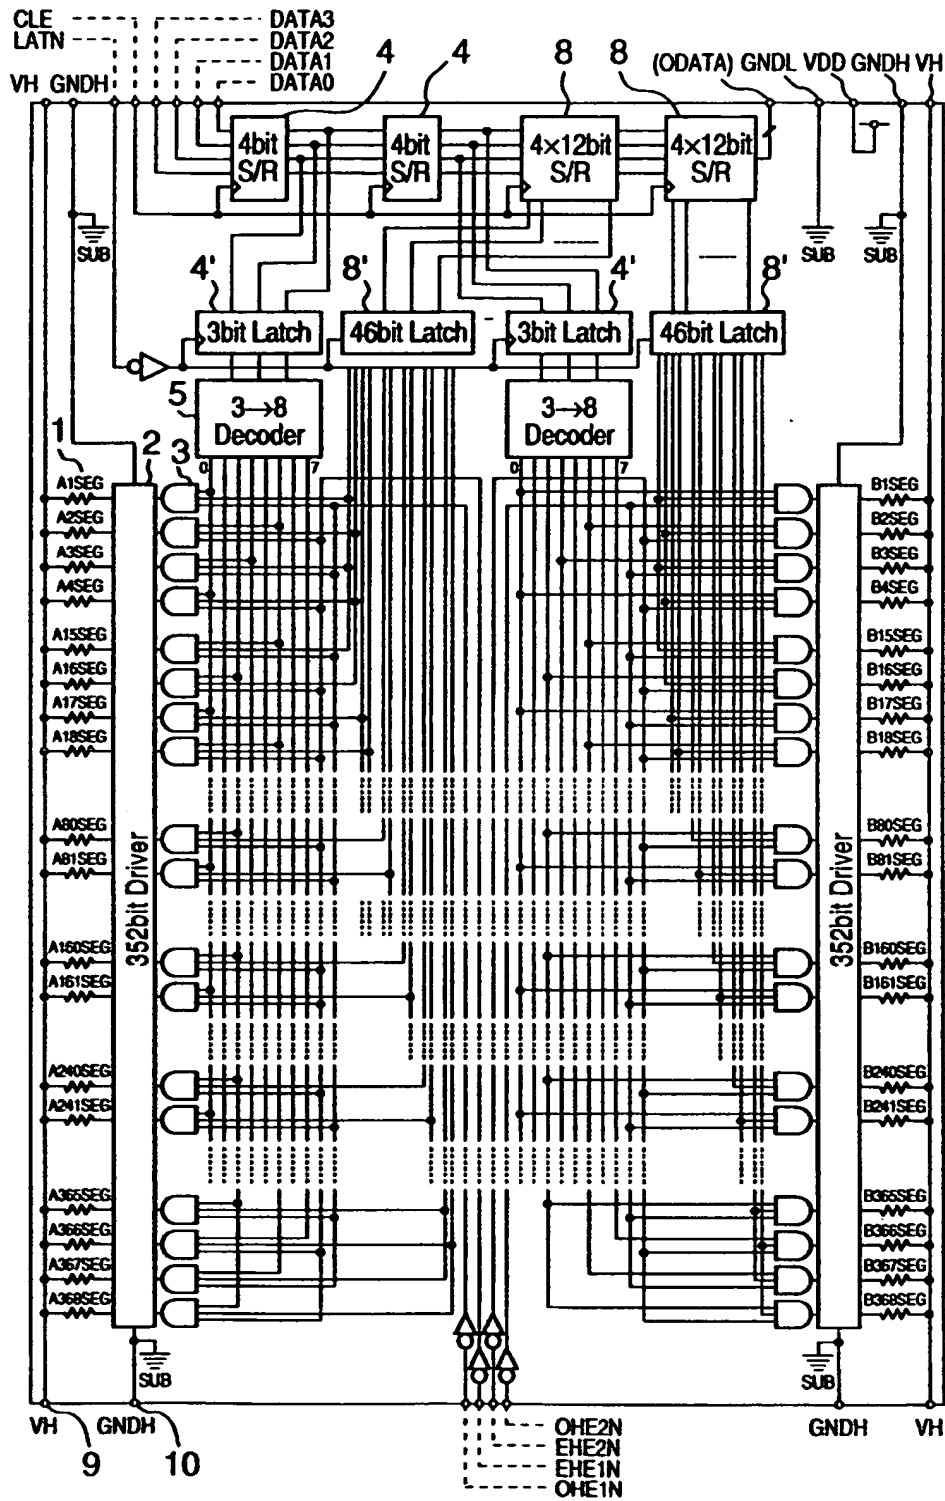 CLE
LATN
DATA3
DATA2
DATA1
DATA0
4
4
8
8
VH
GNDH
(ODATA)
GNDL
VDD
GNDH
VH
4bit
S/R
4bit
S/R
4×12bit
S/R
4×12bit
S/R
SUB
SUB
SUB
4'
8'
4'
8'
3bit Latch
46bit Latch
3bit Latch
46bit Latch
5
3→8
Decoder
3→8
Decoder
0
7
0
7
1
2
3
A1SEG
A2SEG
A3SEG
A4SEG
A15SEG
A16SEG
A17SEG
A18SEG
A80SEG
A81SEG
A160SEG
A161SEG
A240SEG
A241SEG
A365SEG
A366SEG
A367SEG
A368SEG
352bit Driver
352bit Driver
B1SEG
B2SEG
B3SEG
B4SEG
B15SEG
B16SEG
B17SEG
B18SEG
B80SEG
B81SEG
B160SEG
B161SEG
B240SEG
B241SEG
B365SEG
B366SEG
B367SEG
B368SEG
SUB
SUB
VH
GNDH
GNDH
VH
9
10
OHE2N
EHE2N
EHE1N
OHE1N